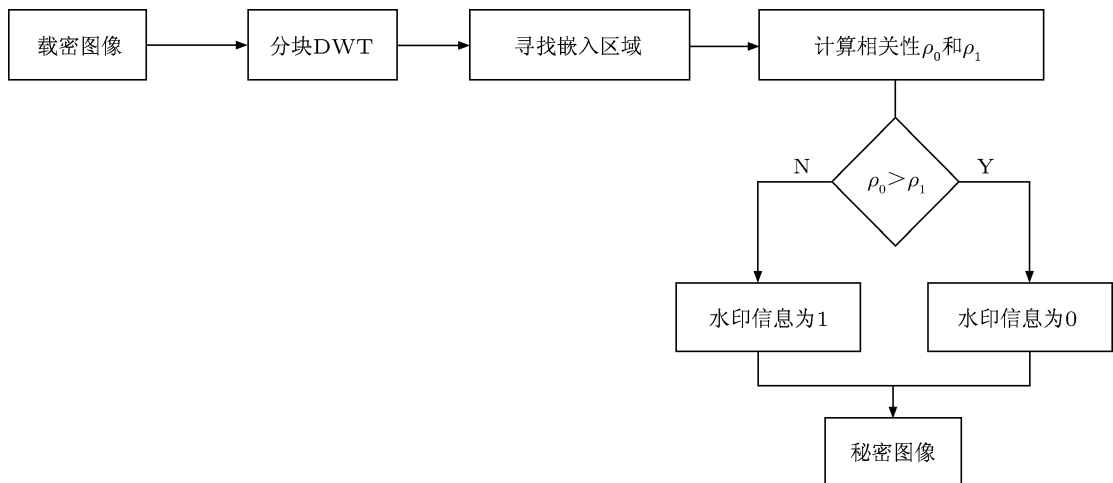 载密图像
分块DWT
寻找嵌入区域
计算相关性ρ₀和ρ₁
N
Y
ρ₀>ρ₁
水印信息为1
水印信息为0
秘密图像